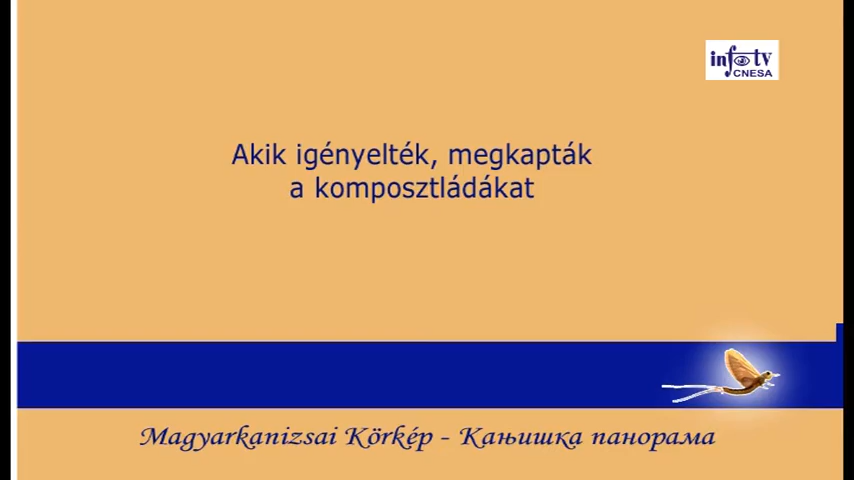 info tv
CNESA
Akik igényelték, megkapták
a komposztládákat
Magyarkanizsai Körkép - Кањишка панорама